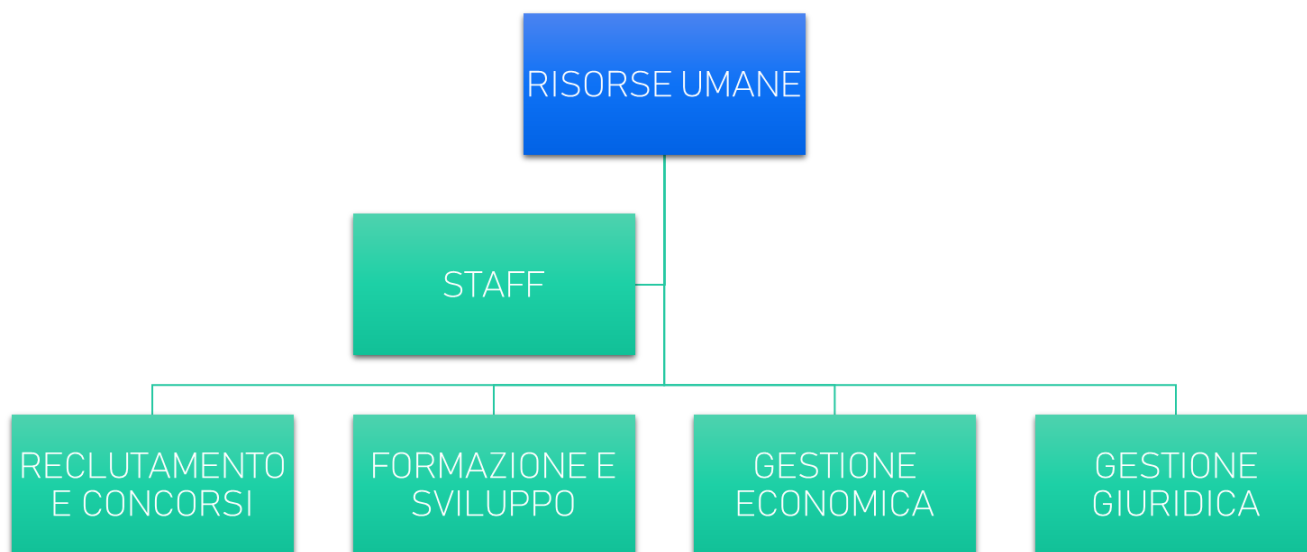 RISORSE UMANE
STAFF
RECLUTAMENTO
E CONCORSI
FORMAZIONE E
SVILUPPO
GESTIONE
ECONOMICA
GESTIONE
GIURIDICA